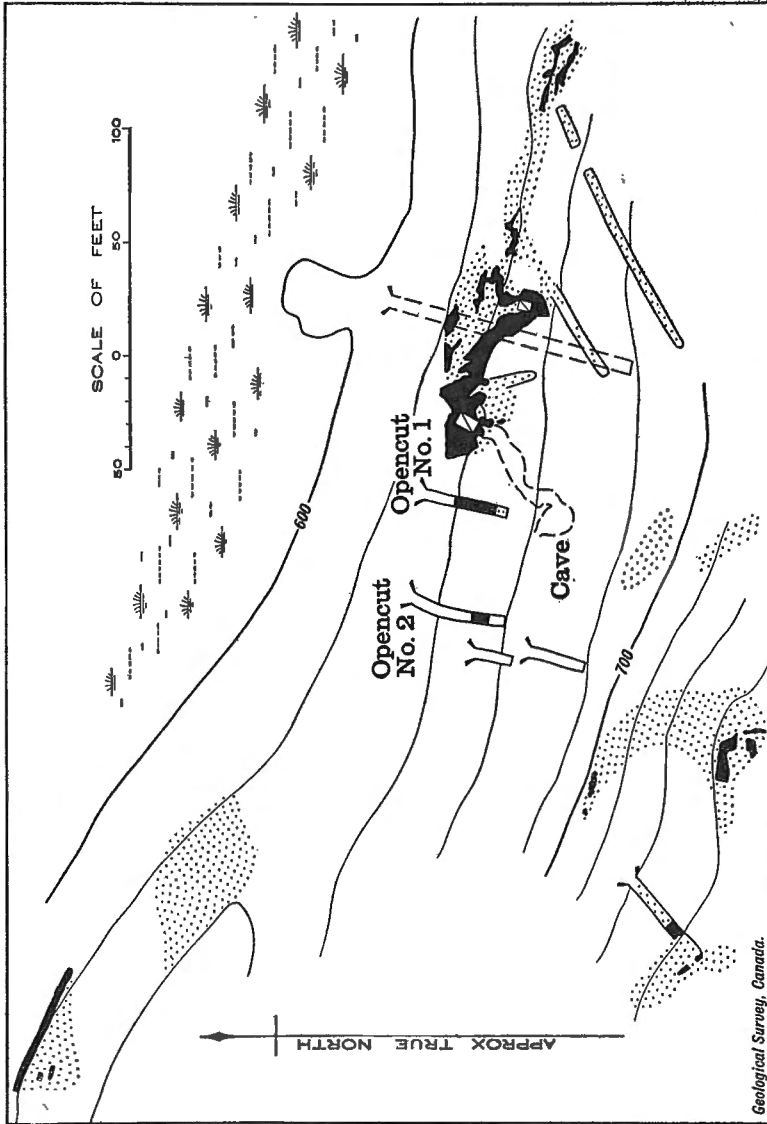 SCALE OF FEET
50 0 50 100
600
Opencut
No. 1
Opencut
No. 2
Cave
700
APPROX TRUE NORTH
Geological Survey, Canada.